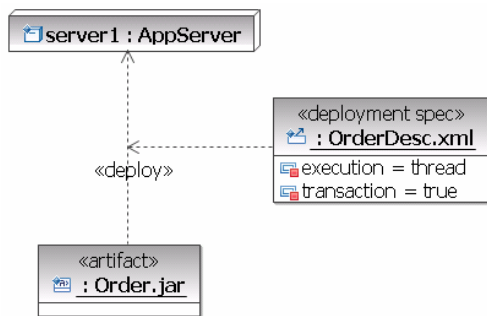 server1 : AppServer
«deployment spec»
: OrderDesc.xml
execution = thread
transaction = true
«deploy»
«artifact»
: Order.jar